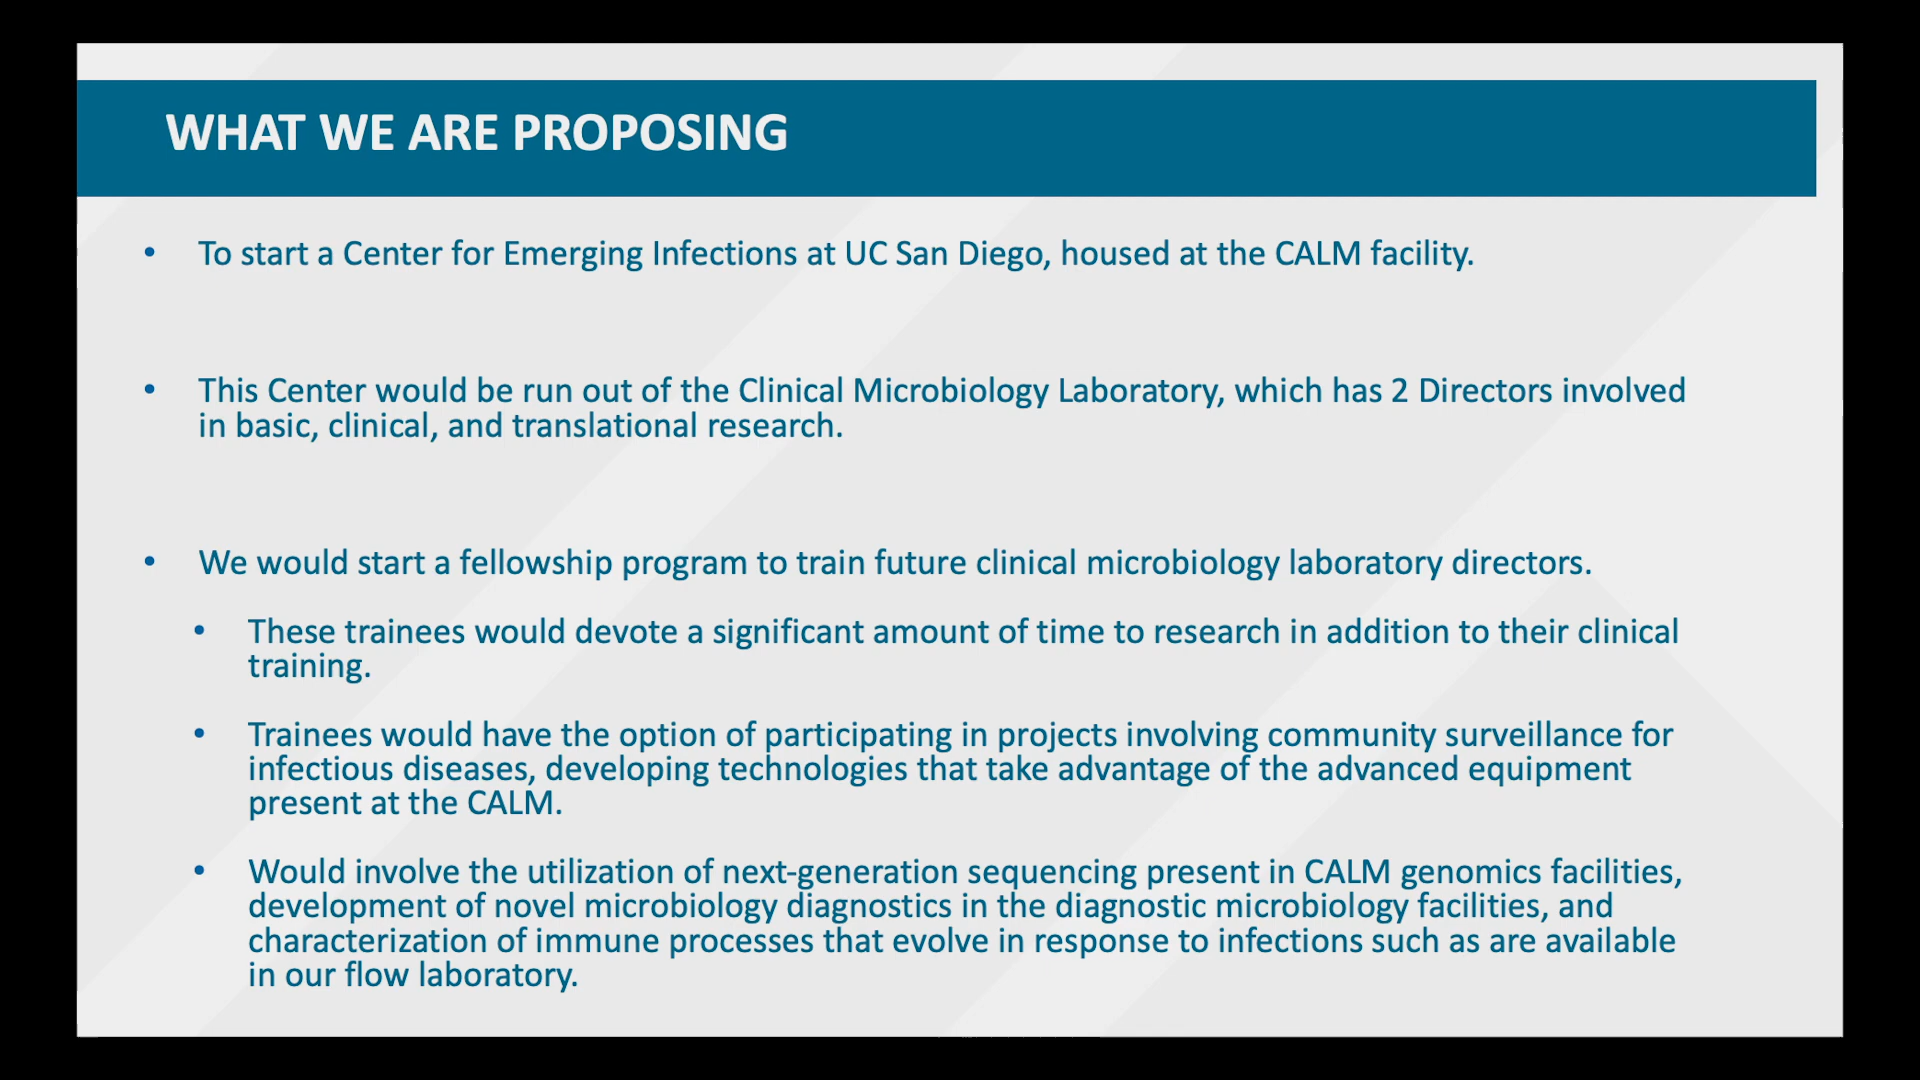 WHAT WE ARE PROPOSING
• To start a Center for Emerging Infections at UC San Diego, housed at the CALM facility.
• This Center would be run out of the Clinical Microbiology Laboratory, which has 2 Directors involved
in basic, clinical, and translational research.
• We would start a fellowship program to train future clinical microbiology laboratory directors.
• These trainees would devote a significant amount of time to research in addition to their clinical
training.
• Trainees would have the option of participating in projects involving community surveillance for
infectious diseases, developing technologies that take advantage of the advanced equipment
present at the CALM.
• Would involve the utilization of next-generation sequencing present in CALM genomics facilities,
development of novel microbiology diagnostics in the diagnostic microbiology facilities, and
characterization of immune processes that evolve in response to infections such as are available
in our flow laboratory.